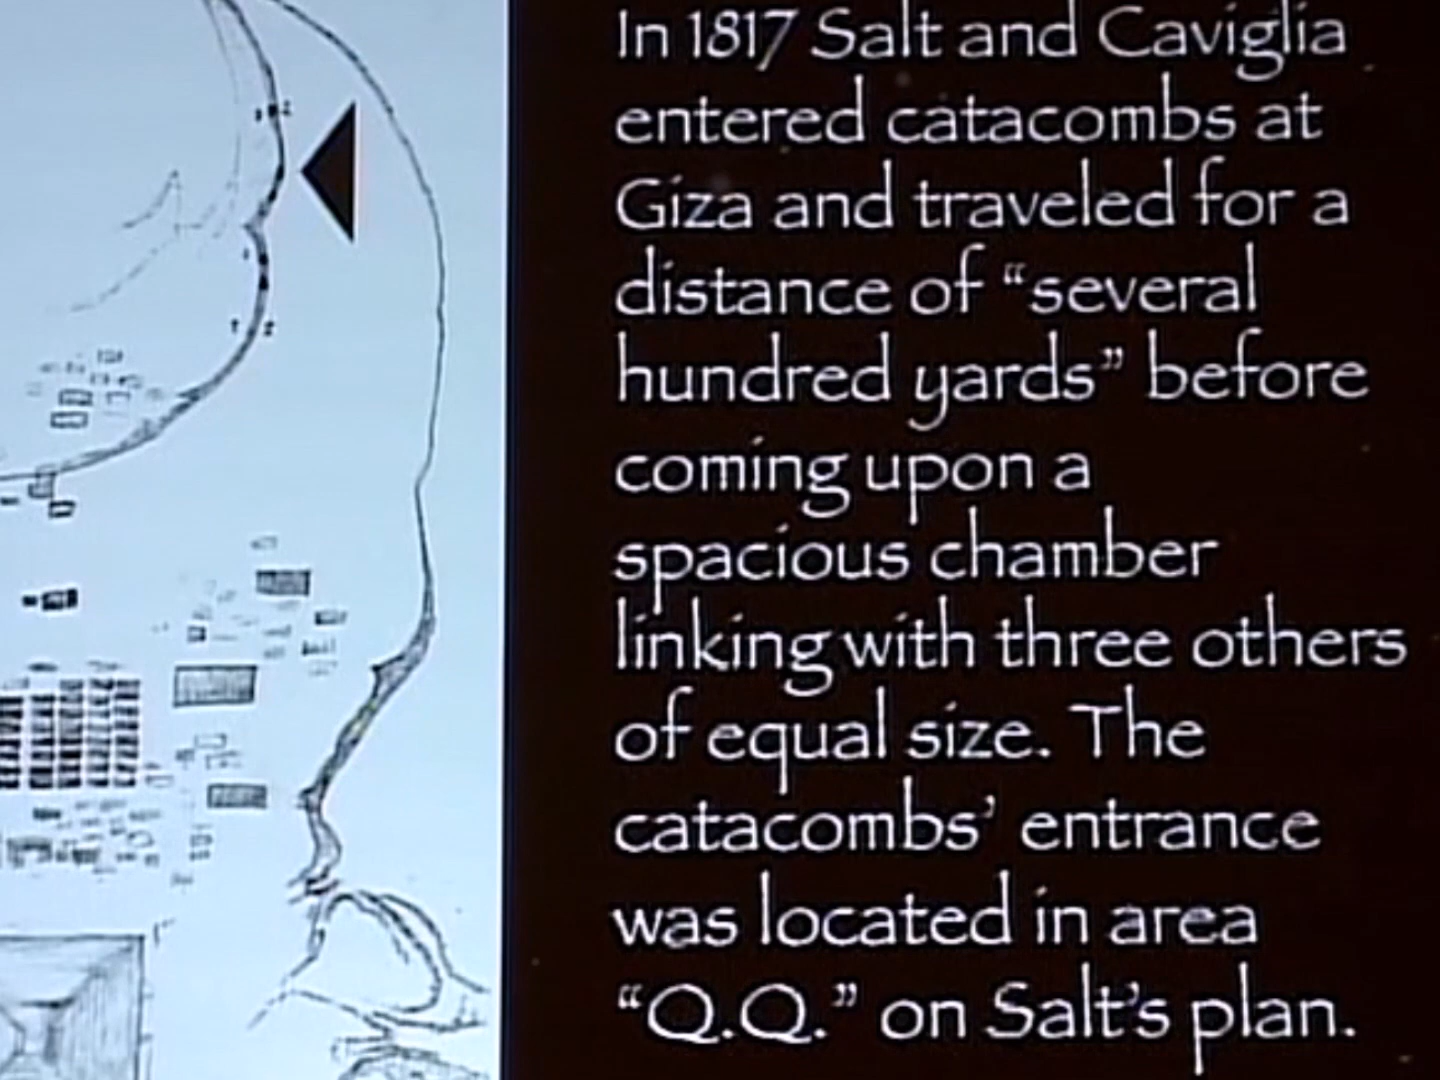 In 1817 Salt and Caviglia
entered catacombs at
Giza and traveled for a
distance of “several
hundred yards” before
coming upon a
spacious chamber
linking with three others
of equal size. The
catacombs’ entrance
was located in area
“Q.Q.” on Salt’s plan.